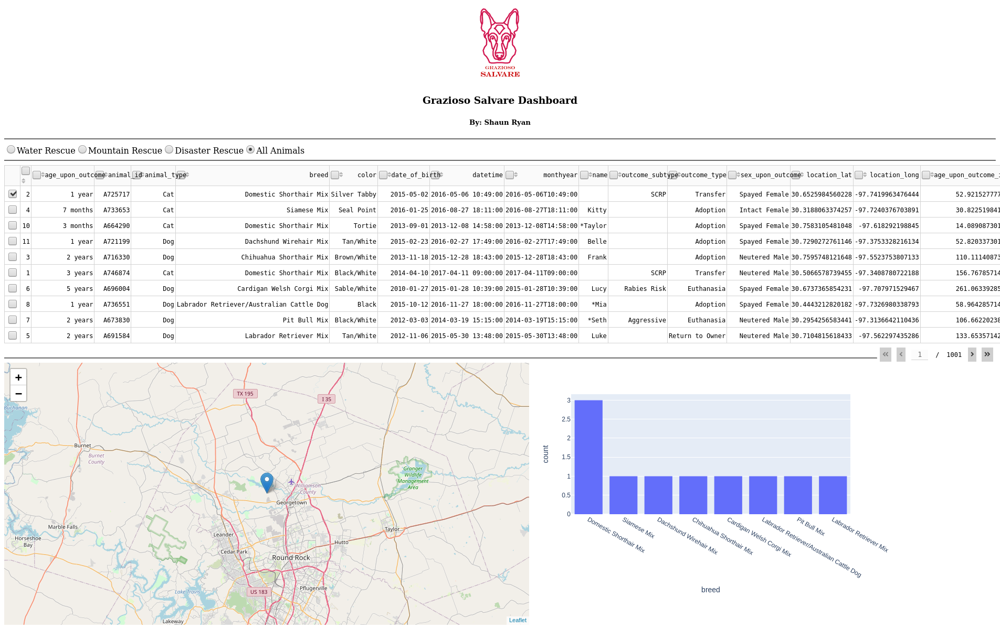 GRAZIOSO
SALVARE
Grazioso Salvare Dashboard
By: Shaun Ryan
Water Rescue Mountain Rescue Disaster Rescue All Animals
age_upon_outcome animal_id animal_type breed color date_of_birth datetime monthyear name outcome_subtype outcome_type sex_upon_outcome location_lat location_long age_upon_outcome_i
2 1 year A725717 Cat Domestic Shorthair Mix Silver Tabby 2015-05-02 2016-05-06 10:49:00 2016-05-06T10:49:00 SCRP Transfer Spayed Female 30.6525984560228 -97.7419963476444 52.921527777
4 7 months A733653 Cat Siamese Mix Seal Point 2016-01-25 2016-08-27 18:11:00 2016-08-27T18:11:00 Kitty Adoption Intact Female 30.3188063374257 -97.7240376703891 30.822519841
10 3 months A664290 Cat Domestic Shorthair Mix Tortie 2013-09-01 2013-12-08 14:58:00 2013-12-08T14:58:00 *Taylor Adoption Spayed Female 30.7583105481048 -97.618292198845 14.089087301
11 1 year A721199 Dog Dachshund Wirehair Mix Tan/White 2015-02-23 2016-02-27 17:49:00 2016-02-27T17:49:00 Belle Adoption Spayed Female 30.7290272761146 -97.3753328216134 52.820337301
3 2 years A716330 Dog Chihuahua Shorthair Mix Brown/White 2013-11-18 2015-12-28 18:43:00 2015-12-28T18:43:00 Frank Adoption Neutered Male 30.7595748121648 -97.5523753807133 110.11140873
1 3 years A746874 Cat Domestic Shorthair Mix Black/White 2014-04-10 2017-04-11 09:00:00 2017-04-11T09:00:00 SCRP Transfer Neutered Male 30.5066578739455 -97.3408780722188 156.76785714
6 5 years A696004 Dog Cardigan Welsh Corgi Mix Sable/White 2010-01-27 2015-01-28 10:39:00 2015-01-28T10:39:00 Lucy Rabies Risk Euthanasia Spayed Female 30.6737365854231 -97.707971529467 261.06339285
8 1 year A736551 Dog Labrador Retriever/Australian Cattle Dog Black 2015-10-12 2016-11-27 18:00:00 2016-11-27T18:00:00 *Mia Adoption Spayed Female 30.4443212820182 -97.7326980338793 58.964285714
7 2 years A673830 Dog Pit Bull Mix Black/White 2012-03-03 2014-03-19 15:15:00 2014-03-19T15:15:00 *Seth Aggressive Euthanasia Neutered Male 30.2954256583441 -97.3136642110436 106.66220238
5 2 years A691584 Dog Labrador Retriever Mix Tan/White 2012-11-06 2015-05-30 13:48:00 2015-05-30T13:48:00 Luke Return to Owner Neutered Male 30.7104815618433 -97.562297435286 133.65357142
« ‹ 1 / 1001 › »
+
−
TX 195
I 35
Buchanan
Burnet
Burnet
County
Granger
Wildlife
Management
Area
Williamson
County
Georgetown
Marble Falls
Horseshoe
Bay
Leander
Taylor
Hutto
Cedar Park
Round Rock
Pflugerville
US 183
Lake Travis
Lakeway
Leaflet
count
3
2.5
2
1.5
1
0.5
0
Domestic Shorthair Mix
Siamese Mix
Dachshund Wirehair Mix
Chihuahua Shorthair Mix
Cardigan Welsh Corgi Mix
Labrador Retriever/Australian Cattle Dog
Pit Bull Mix
Labrador Retriever Mix
breed